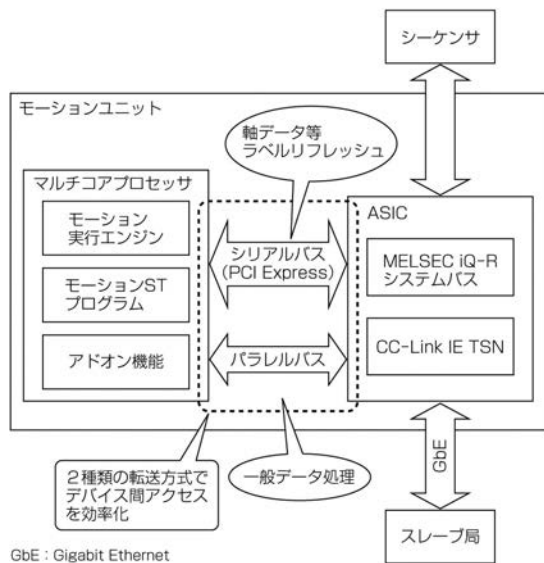 シーケンサ
モーションユニット
軸データ等
ラベルリフレッシュ
マルチコアプロセッサ
モーション
実行エンジン
モーションST
プログラム
アドオン機能
シリアルバス
(PCI Express)
パラレルバス
ASIC
MELSEC iQ-R
システムバス
CC-Link IE TSN
2種類の転送方式で
デバイス間アクセス
を効率化
一般データ処理
GbE
スレーブ局
GbE:Gigabit Ethernet